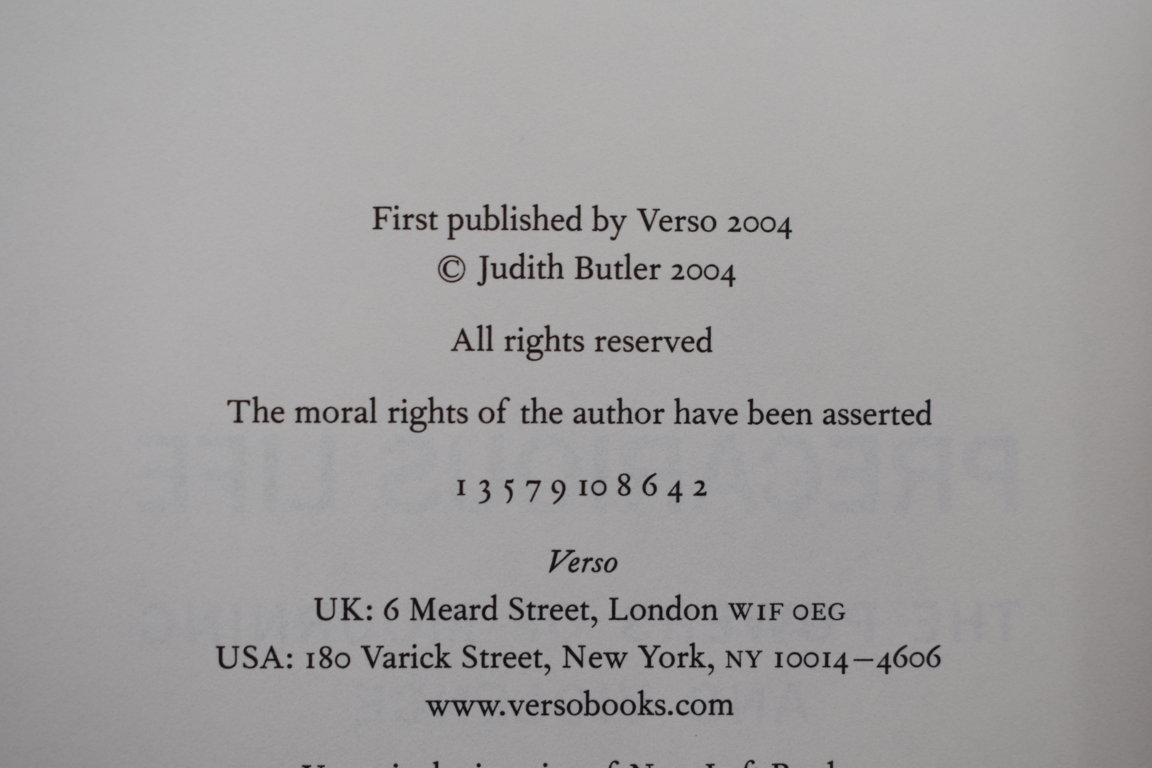 First published by Verso 2004
© Judith Butler 2004
All rights reserved
The moral rights of the author have been asserted
1 3 5 7 9 10 8 6 4 2
Verso
UK: 6 Meard Street, London W1F 0EG
USA: 180 Varick Street, New York, NY 10014–4606
www.versobooks.com